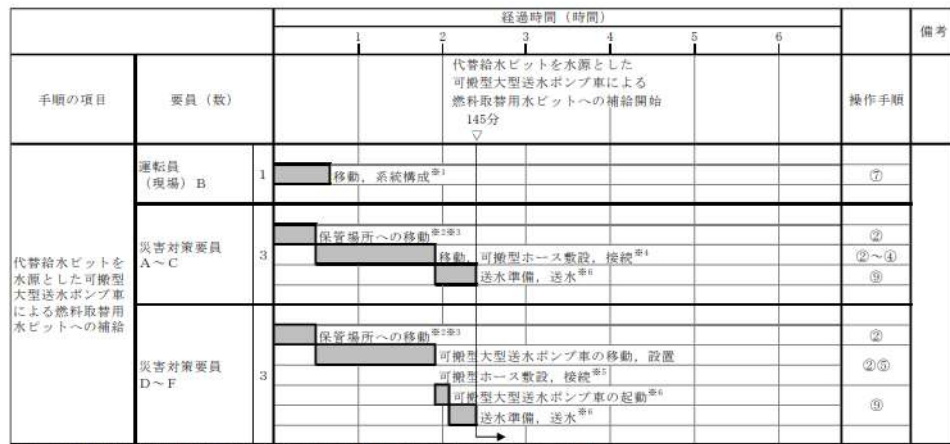 経過時間（時間）
備考
1 2 3 4 5 6
手順の項目
要員（数）
代替給水ピットを水源とした
可搬型大型送水ポンプ車による
燃料取替用水ピットへの補給開始
145分
▽
操作手順
代替給水ピットを
水源とした可搬型
大型送水ポンプ車
による燃料取替用
水ピットへの補給
運転員
（現場）B
1
移動，系統構成※1
⑦
災害対策要員
A～C
3
保管場所への移動※2※3
②
移動，可搬型ホース敷設，接続※4
②～④
送水準備，送水※6
⑨
災害対策要員
D～F
3
保管場所への移動※2※3
②
可搬型大型送水ポンプ車の移動，設置
可搬型ホース敷設，接続※5
②⑤
可搬型大型送水ポンプ車の起動※6
送水準備，送水※6
⑨